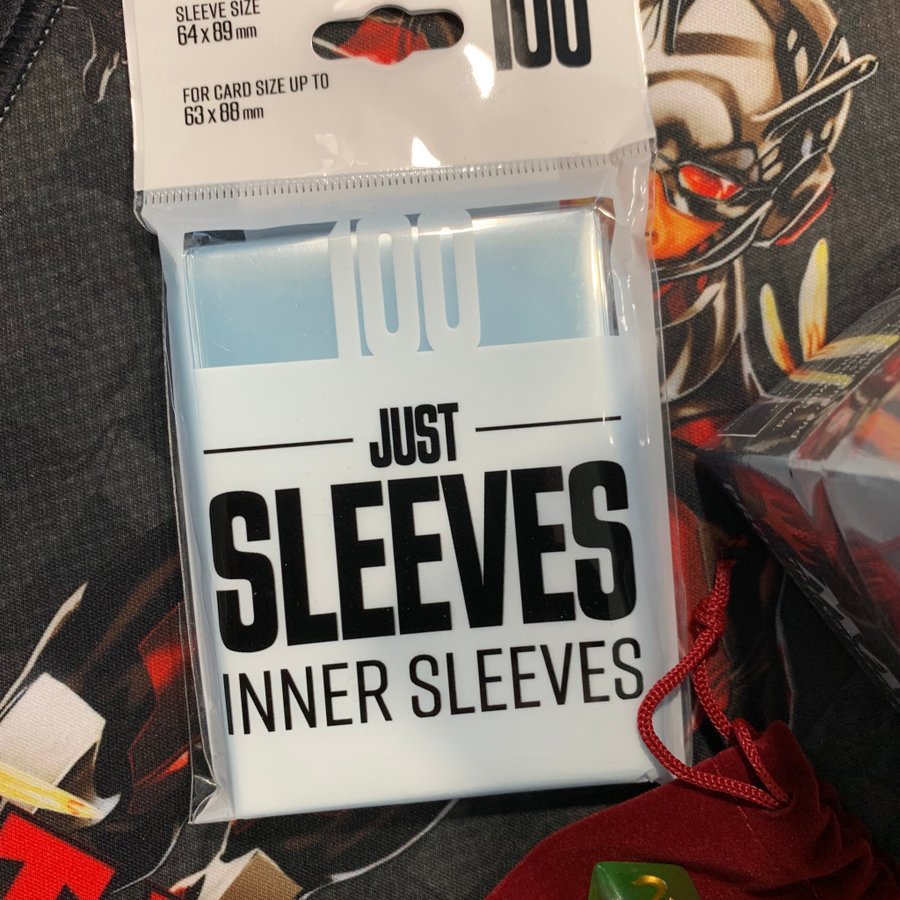 SLEEVE SIZE
64 x 89 mm
100
FOR CARD SIZE UP TO
63 x 88 mm
100
JUST
SLEEVES
INNER SLEEVES
2